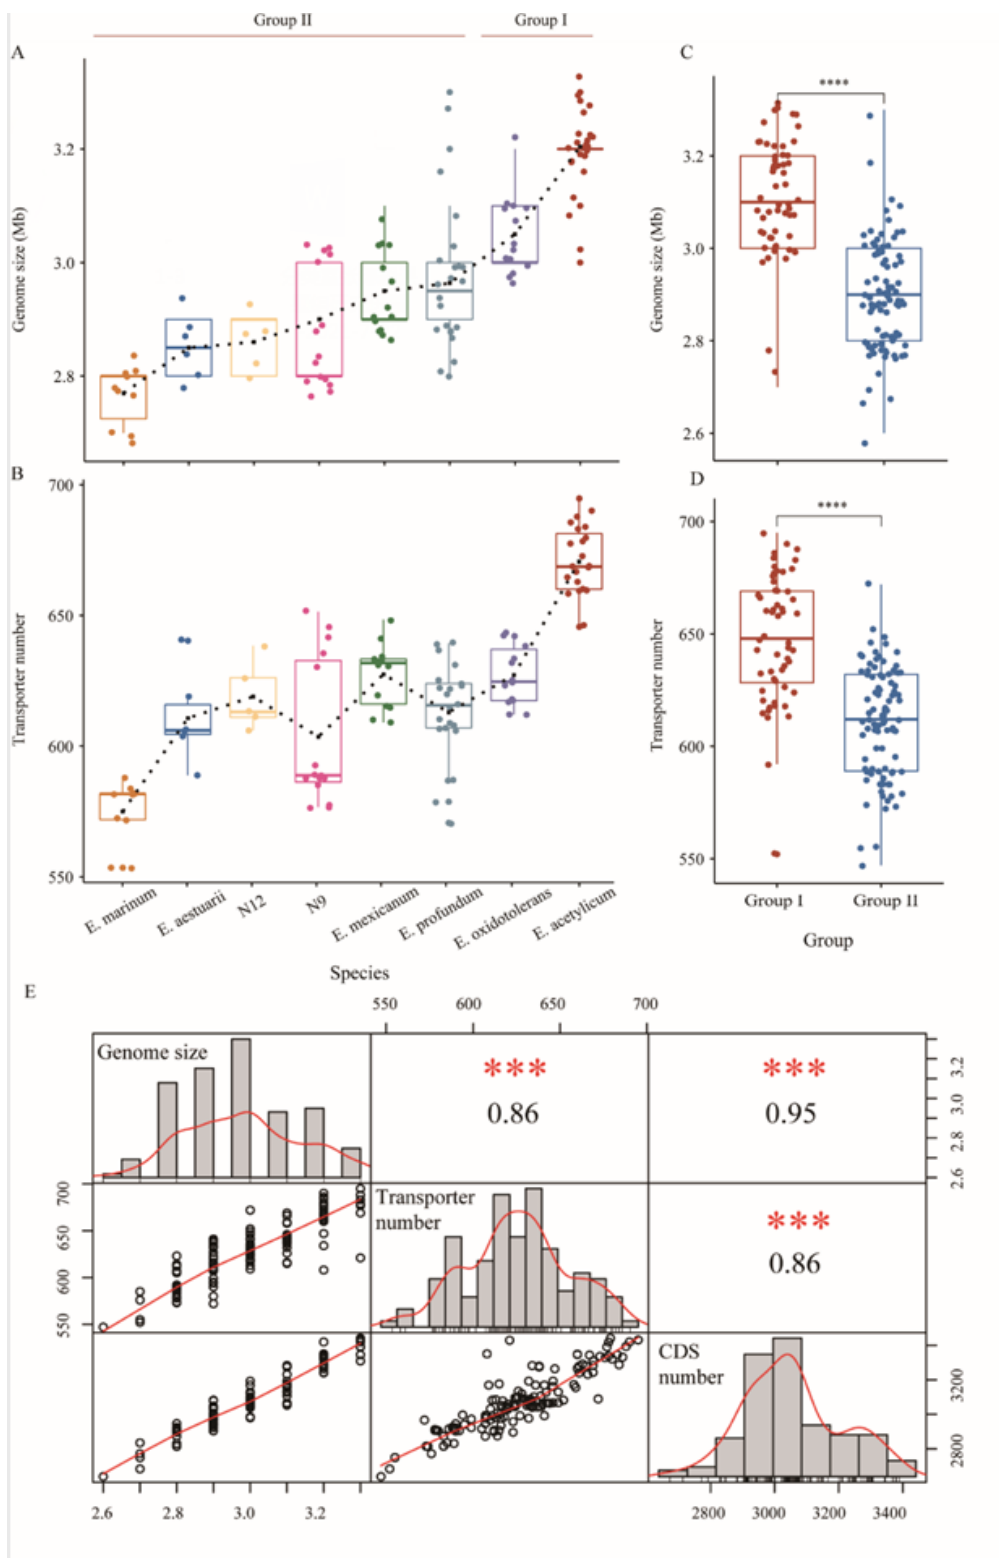 Group II
Group I
A
Genome size (Mb)
3.2
3.0
2.8
C
****
Genome size (Mb)
3.2
3.0
2.8
2.6
B
Transporter number
700
650
600
550
E. marinum
E. aestuarii
N12
N9
E. mexicanum
E. profundum
E. oxidotolerans
E. acetylicum
Species
D
****
Transporter number
700
650
600
550
Group I
Group II
Group
E
550 600 650 700
Genome size
***
0.86
***
0.95
2.6 2.8 3.0 3.2
550 600 650 700
Transporter
number
***
0.86
CDS
number
2800 3200
2.6 2.8 3.0 3.2
2800 3000 3200 3400